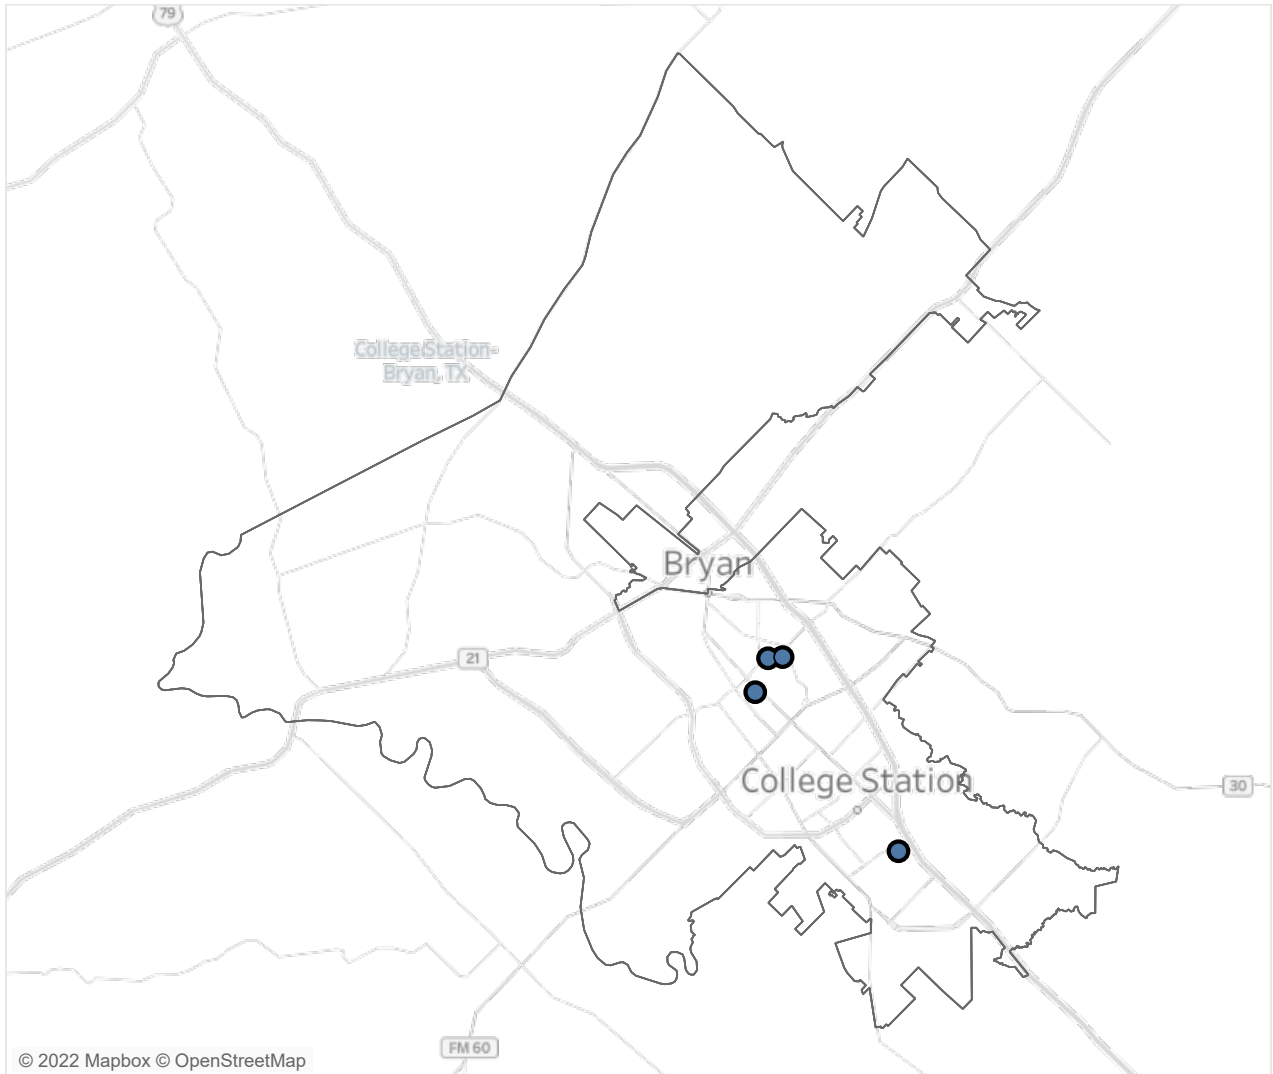 79
College Station-
Bryan, TX
Bryan
21
College Station
30
FM 60
© 2022 Mapbox © OpenStreetMap